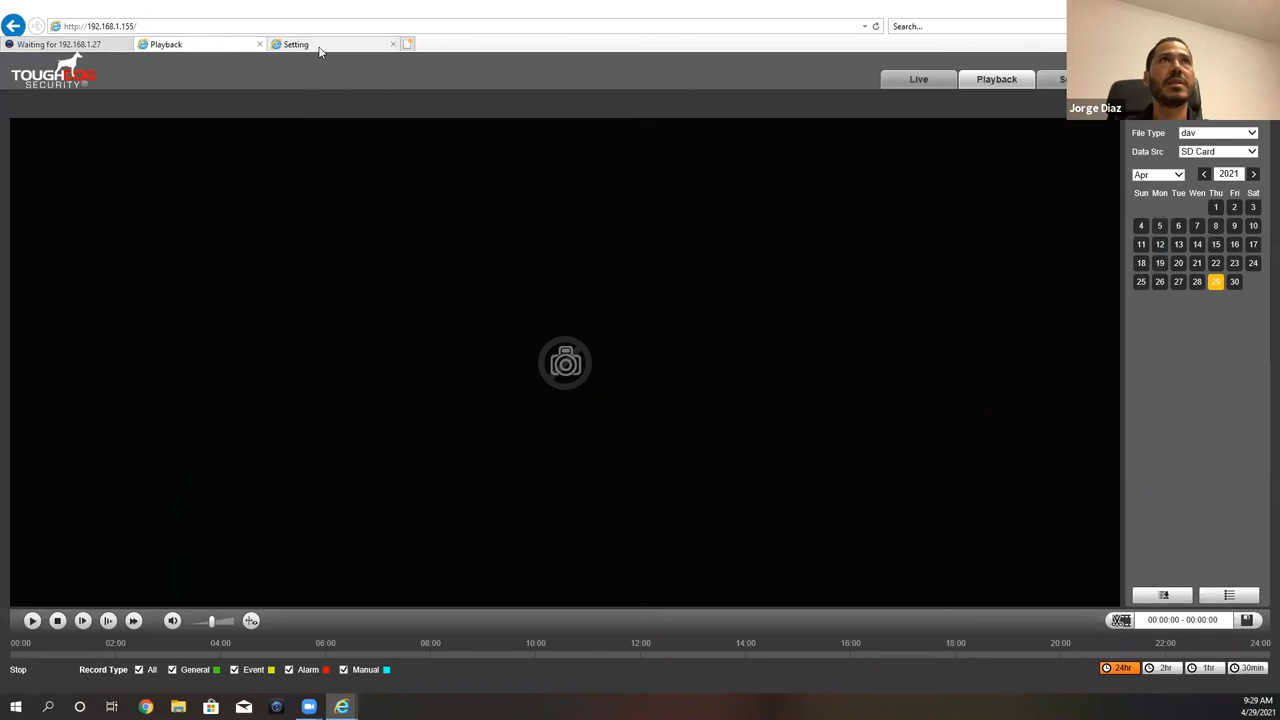 http://192.168.1.155/
Search...
Waiting for 192.168.1.27
Playback
Setting
TOUGHDOG
SECURITY®
Live
Playback
Jorge Diaz
File Type
dav
Data Src
SD Card
Apr
2021
Sun Mon Tue Wen Thu Fri Sat
1 2 3
4 5 6 7 8 9 10
11 12 13 14 15 16 17
18 19 20 21 22 23 24
25 26 27 28 29 30
00:00:00 - 00:00:00
00:00 02:00 04:00 06:00 08:00 10:00 12:00 14:00 16:00 18:00 20:00 22:00 24:00
Stop
Record Type
All
General
Event
Alarm
Manual
24hr
2hr
1hr
30min
9:29 AM
4/29/2021